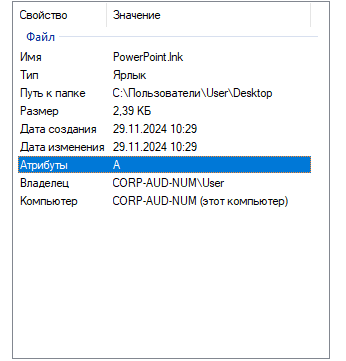 Свойство Значение
Файл
Имя PowerPoint.lnk
Тип Ярлык
Путь к папке C:\Пользователи\User\Desktop
Размер 2,39 КБ
Дата создания 29.11.2024 10:29
Дата изменения 29.11.2024 10:29
Атрибуты A
Владелец CORP-AUD-NUM\User
Компьютер CORP-AUD-NUM (этот компьютер)